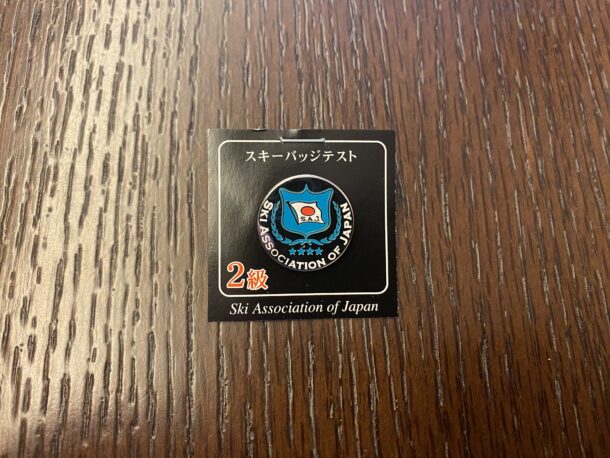 スキーバッジテスト
S.A.J
SKI ASSOCIATION OF JAPAN
2級
Ski Association of Japan